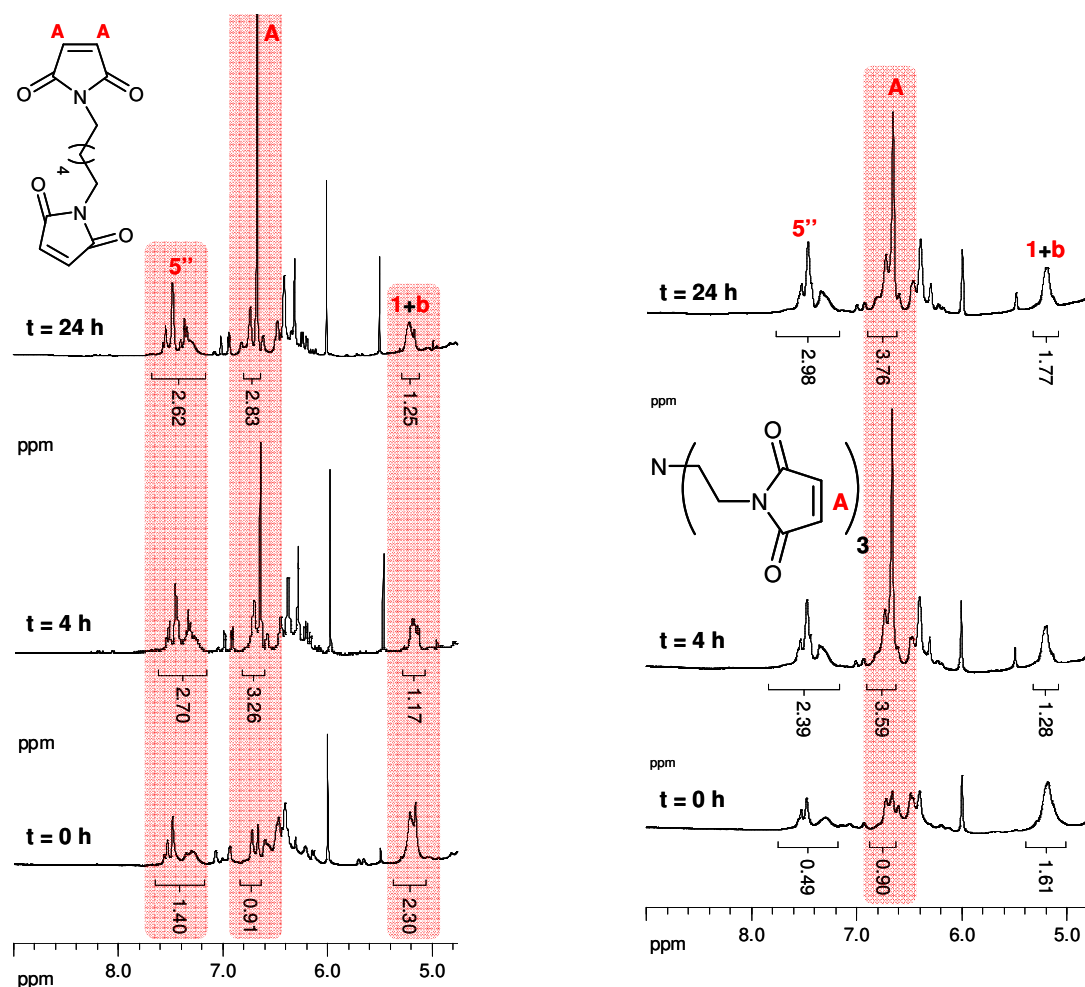 A A
A
O N O
4
O N O
5’’
1+b
t = 24 h
2.62
2.83
1.25
ppm
t = 4 h
2.70
3.26
1.17
ppm
t = 0 h
1.40
0.91
2.30
8.0 7.0 6.0 5.0
ppm
A
5’’
1+b
t = 24 h
2.98
3.76
1.77
ppm
O
N N A
O
3
t = 4 h
2.39
3.59
1.28
ppm
t = 0 h
0.49
0.90
1.61
8.0 7.0 6.0 5.0
ppm